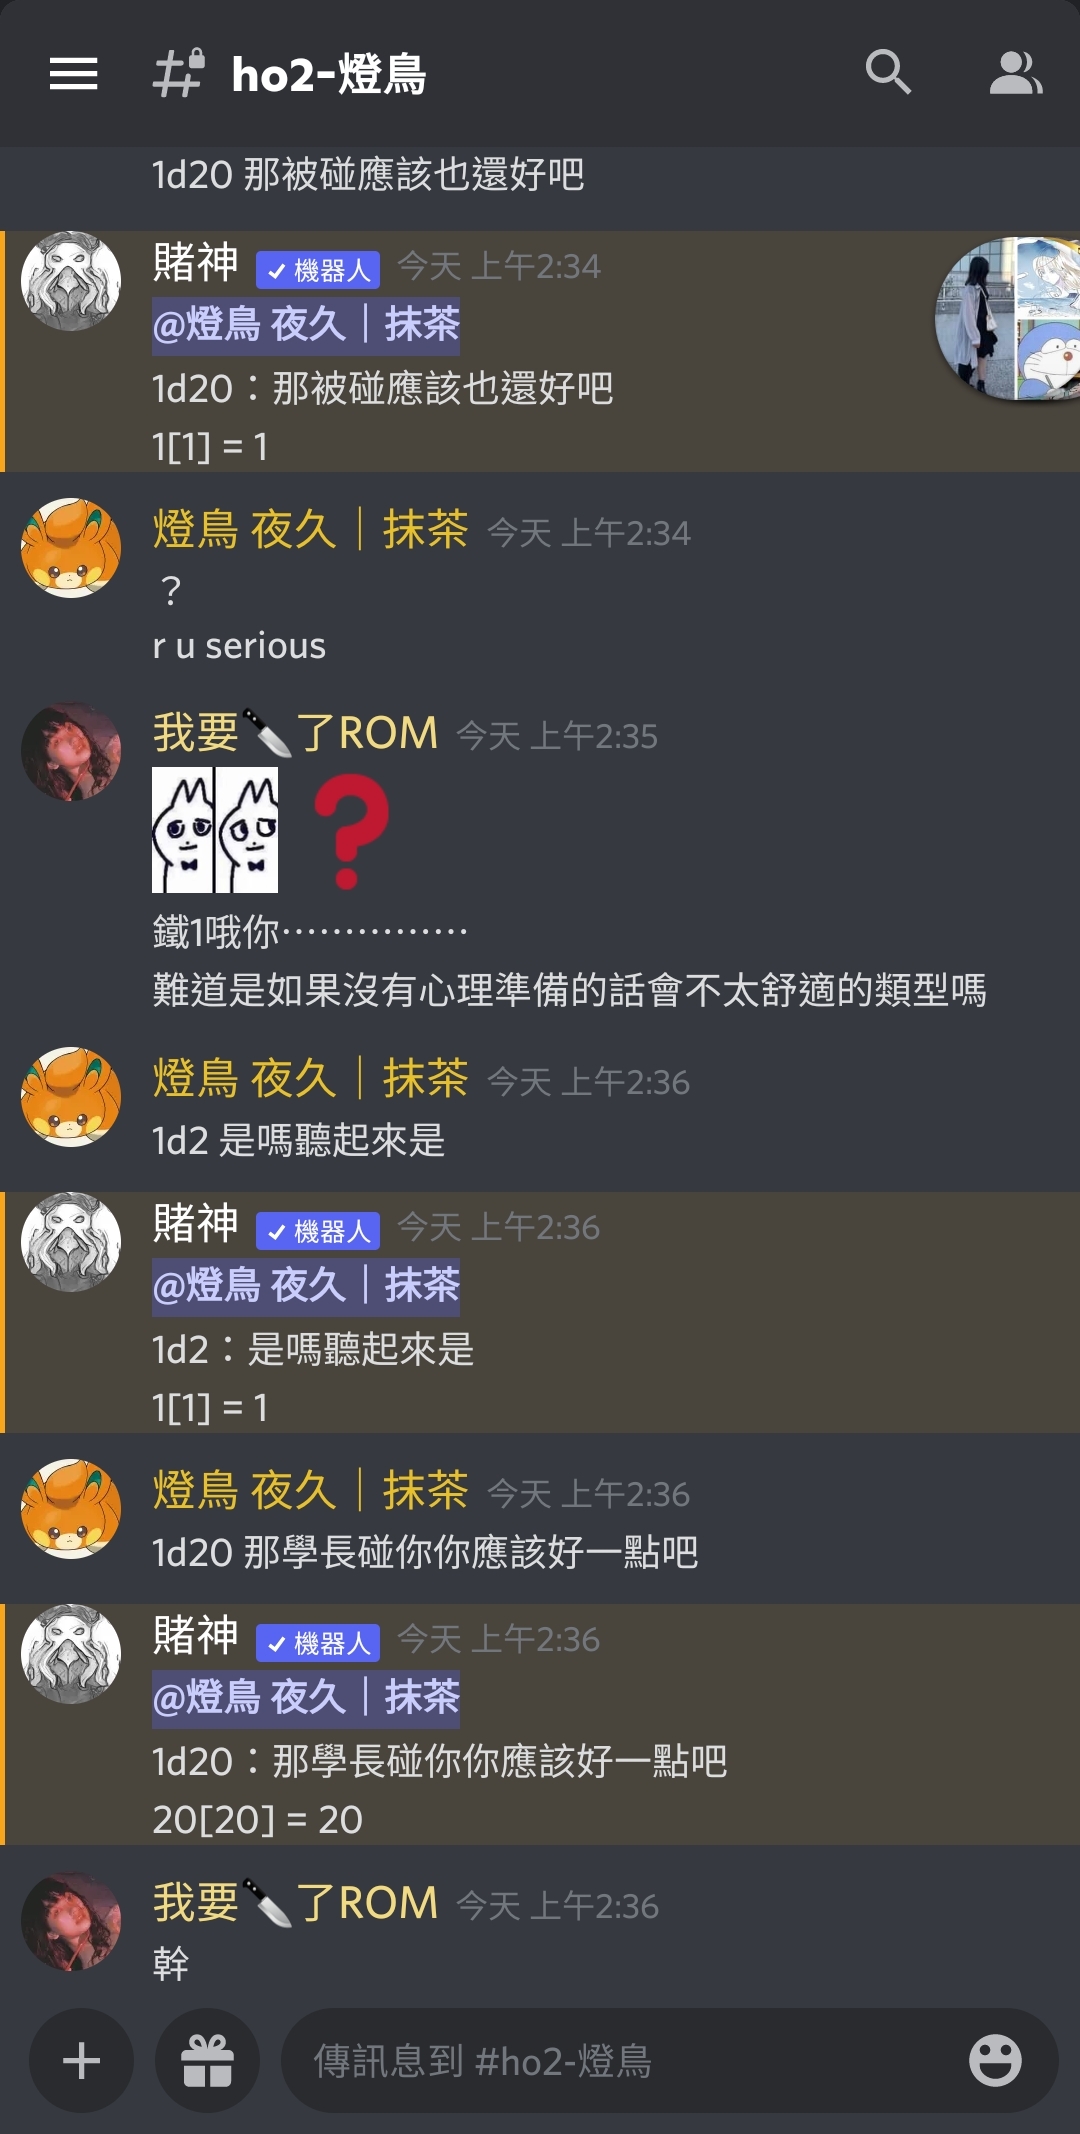 ho2-燈鳥
1d20 那被碰應該也還好吧
賭神 ✓ 機器人 今天 上午2:34
@燈鳥 夜久｜抹茶
1d20：那被碰應該也還好吧
1[1] = 1
燈鳥 夜久｜抹茶 今天 上午2:34
？
r u serious
我要🔪了ROM 今天 上午2:35
❓
鐵1哦你⋯⋯⋯⋯⋯
難道是如果沒有心理準備的話會不太舒適的類型嗎
燈鳥 夜久｜抹茶 今天 上午2:36
1d2 是嗎聽起來是
賭神 ✓ 機器人 今天 上午2:36
@燈鳥 夜久｜抹茶
1d2：是嗎聽起來是
1[1] = 1
燈鳥 夜久｜抹茶 今天 上午2:36
1d20 那學長碰你你應該好一點吧
賭神 ✓ 機器人 今天 上午2:36
@燈鳥 夜久｜抹茶
1d20：那學長碰你你應該好一點吧
20[20] = 20
我要🔪了ROM 今天 上午2:36
幹
傳訊息到 #ho2-燈鳥